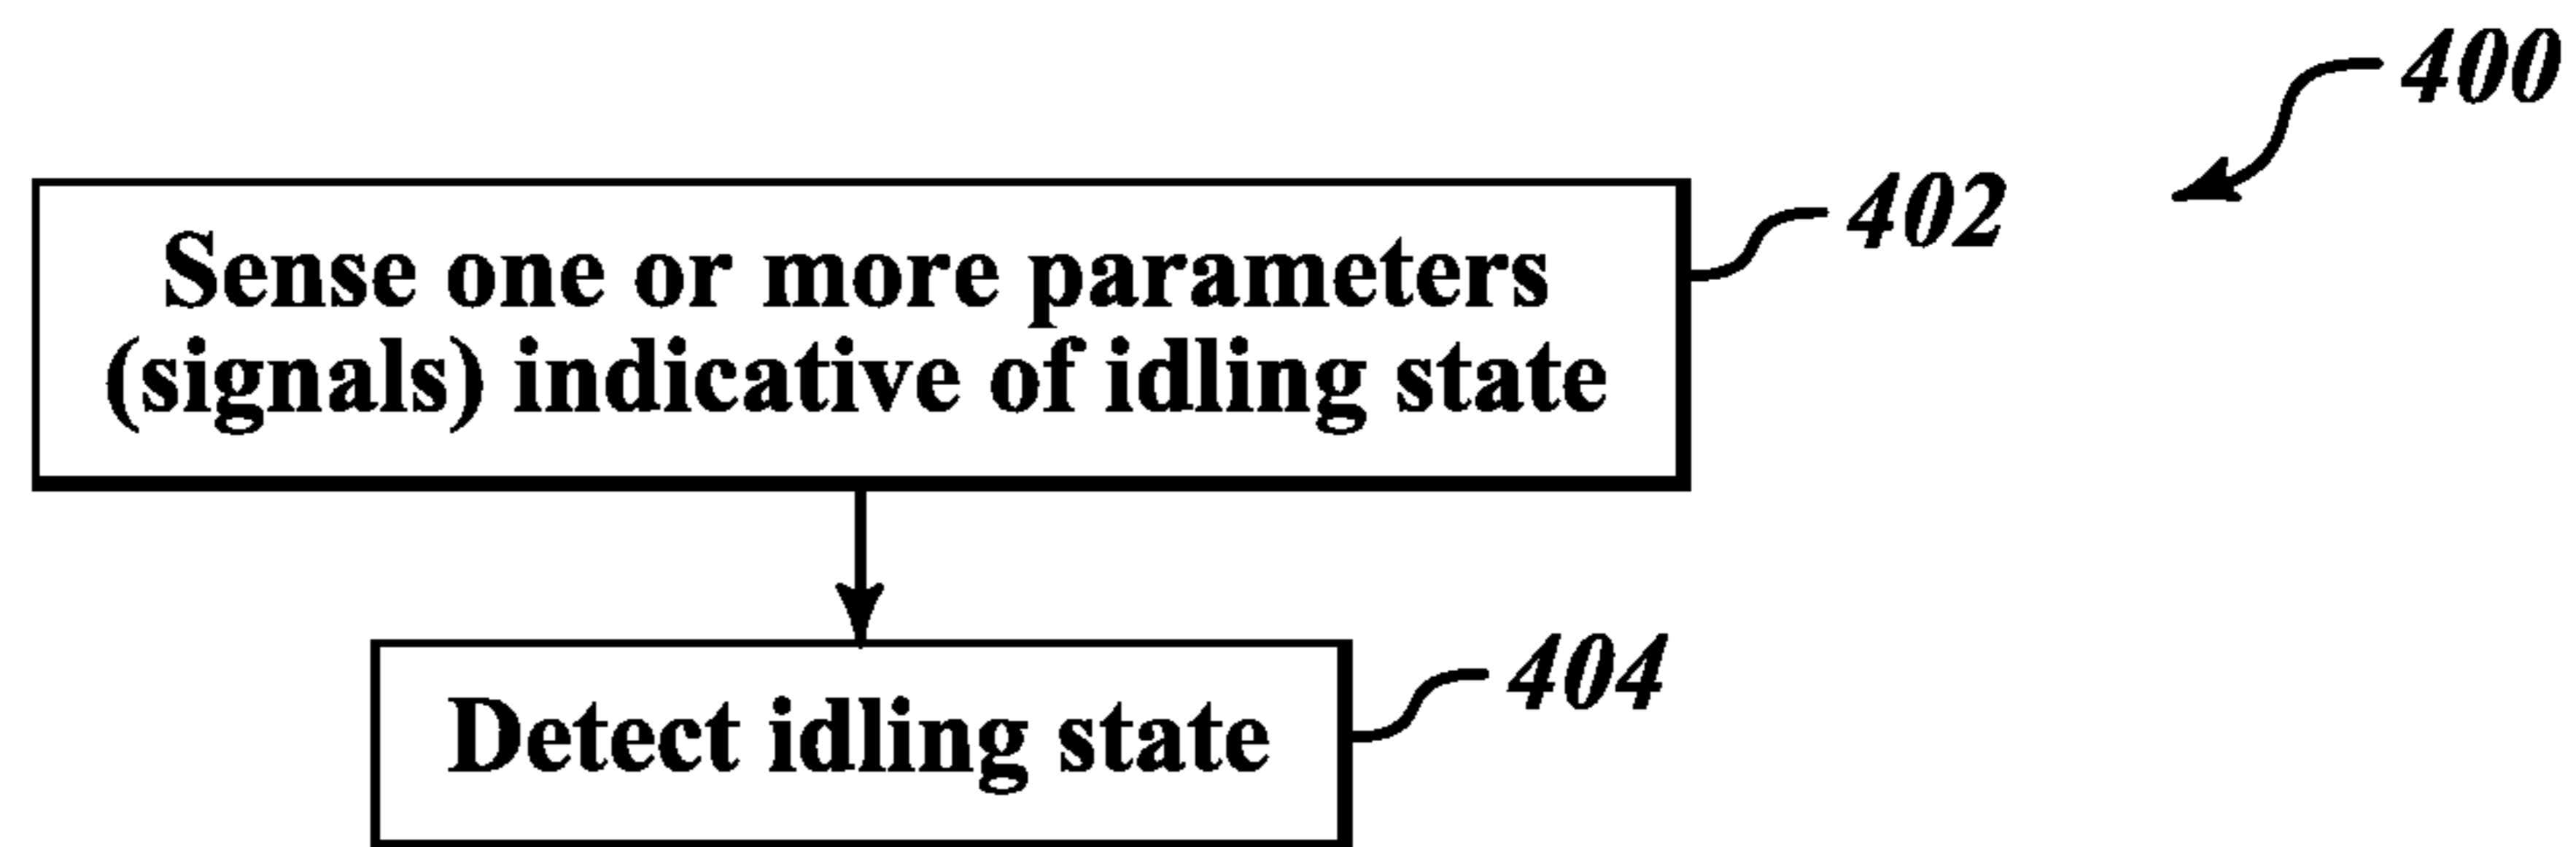 400
402
Sense one or more parameters
(signals) indicative of idling state
404
Detect idling state